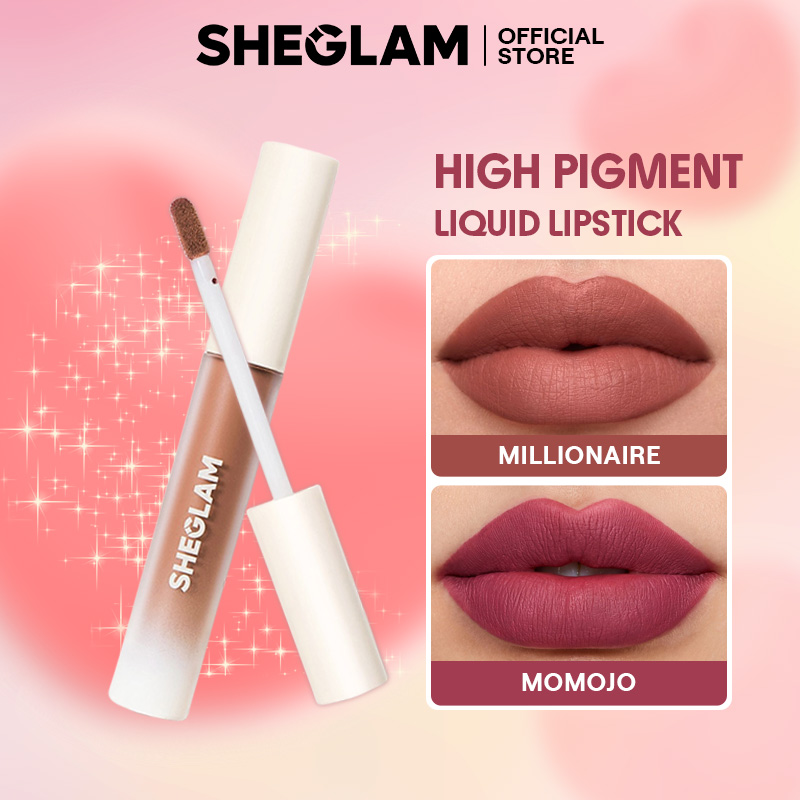 SHEGLAM
OFFICIAL
STORE
HIGH PIGMENT
LIQUID LIPSTICK
SHEGLAM
MILLIONAIRE
MOMOJO